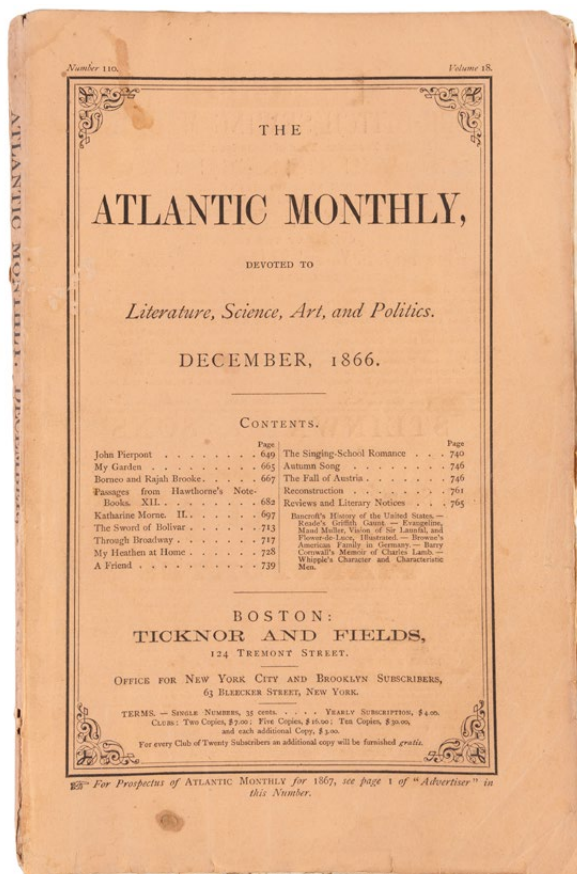 Number 110.
Volume 18.
THE
ATLANTIC MONTHLY,
DEVOTED TO
Literature, Science, Art, and Politics.
DECEMBER, 1866.
CONTENTS.
Page
John Pierpont . . . . . . . . 649
My Garden . . . . . . . . 665
Borneo and Rajah Brooke . . . . . 667
Passages from Hawthorne's Note-
Books. XII. . . . . . . . 682
Katharine Morne. II. . . . . . 697
The Sword of Bolivar . . . . . . 713
Through Broadway . . . . . . . 717
My Heathen at Home . . . . . . 728
A Friend . . . . . . . . . 739
Page
The Singing-School Romance . . . 740
Autumn Song . . . . . . . 746
The Fall of Austria . . . . . . 746
Reconstruction . . . . . . . 761
Reviews and Literary Notices . . . . 765
Bancroft's History of the United States. —
Reade's Griffith Gaunt. — Evangeline,
Maud Muller, Vision of Sir Launfal, and
Flower-de-Luce, Illustrated. — Browne's
American Family in Germany. — Barry
Cornwall's Memoir of Charles Lamb. —
Whipple's Character and Characteristic
Men.
BOSTON:
TICKNOR AND FIELDS,
124 TREMONT STREET.
OFFICE FOR NEW YORK CITY AND BROOKLYN SUBSCRIBERS,
63 BLEECKER STREET, NEW YORK.
TERMS. — SINGLE NUMBERS, 35 cents. . . . . YEARLY SUBSCRIPTION, $4.00.
CLUBS: TWO COPIES, $7.00; FIVE COPIES, $16.00; TEN COPIES, $30.00,
and each additional Copy, $3.00.
For every Club of Twenty Subscribers an additional copy will be furnished gratis.
For Prospectus of ATLANTIC MONTHLY for 1867, see page 1 of "Advertiser" in
this Number.
ATLANTIC MONTHLY,